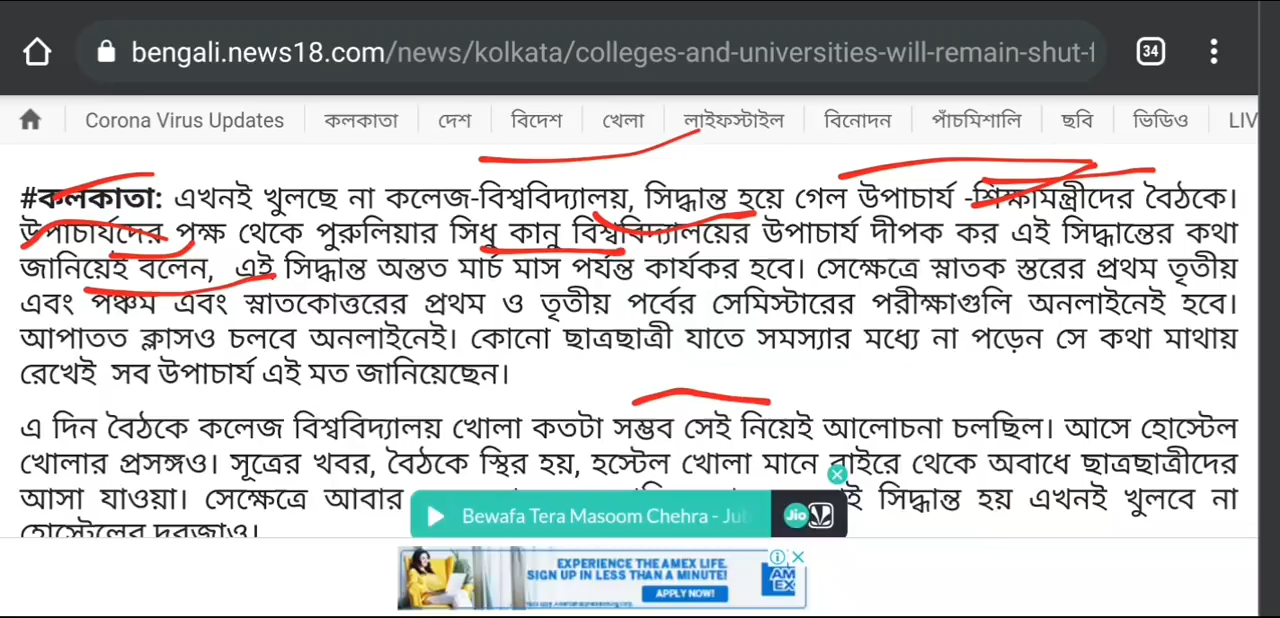 bengali.news18.com/news/kolkata/colleges-and-universities-will-remain-shut-f
34
Corona Virus Updates কলকাতা দেশ বিদেশ খেলা লাইফস্টাইল বিনোদন পাঁচমিশালি ছবি ভিডিও LIV
#কলকাতা: এখনই খুলছে না কলেজ-বিশ্ববিদ্যালয়, সিদ্ধান্ত হয়ে গেল উপাচার্য -শিক্ষামন্ত্রীদের বৈঠকে।
উপাচার্যদের পক্ষ থেকে পুরুলিয়ার সিধু কানু বিশ্ববিদ্যালয়ের উপাচার্য দীপক কর এই সিদ্ধান্তের কথা
জানিয়েই বলেন, এই সিদ্ধান্ত অন্তত মার্চ মাস পর্যন্ত কার্যকর হবে। সেক্ষেত্রে স্নাতক স্তরের প্রথম তৃতীয়
এবং পঞ্চম এবং স্নাতকোত্তরের প্রথম ও তৃতীয় পর্বের সেমিস্টারের পরীক্ষাগুলি অনলাইনেই হবে।
আপাতত ক্লাসও চলবে অনলাইনেই। কোনো ছাত্রছাত্রী যাতে সমস্যার মধ্যে না পড়েন সে কথা মাথায়
রেখেই সব উপাচার্য এই মত জানিয়েছেন।
এ দিন বৈঠকে কলেজ বিশ্ববিদ্যালয় খোলা কতটা সম্ভব সেই নিয়েই আলোচনা চলছিল। আসে হোস্টেল
খোলার প্রসঙ্গও। সূত্রের খবর, বৈঠকে স্থির হয়, হস্টেল খোলা মানে বাইরে থেকে অবাধে ছাত্রছাত্রীদের
আসা যাওয়া। সেক্ষেত্রে আবার সিদ্ধান্ত হয় এখনই খুলবে না
হোস্টেলের দরজাও।
Bewafa Tera Masoom Chehra - Jub
Jio
EXPERIENCE THE AMEX LIFE.
SIGN UP IN LESS THAN A MINUTE!
APPLY NOW!
AM
EX